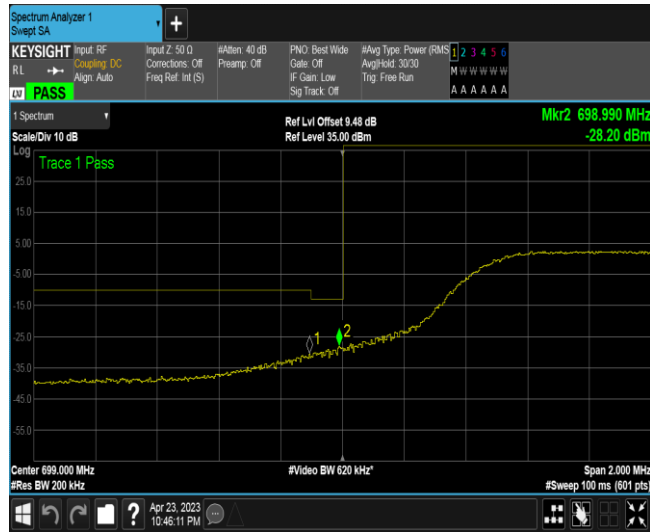 Spectrum Analyzer 1
Swept SA
+
KEYSIGHT
RL
LXI PASS
Input: RF
Coupling: DC
Align: Auto
Input Z: 50 Ω
Corrections: Off
Freq Ref: Int (S)
#Atten: 40 dB
Preamp: Off
PNO: Best Wide
Gate: Off
IF Gain: Low
Sig Track: Off
#Avg Type: Power (RMS
Avg|Hold: 30/30
Trig: Free Run
1 2 3 4 5 6
M W W W W W
A A A A A A
1 Spectrum
Scale/Div 10 dB
Ref Lvl Offset 9.48 dB
Ref Level 35.00 dBm
Mkr2 698.990 MHz
-28.20 dBm
Log
Trace 1 Pass
25.0
15.0
5.00
-5.00
-15.0
-25.0
-35.0
-45.0
-55.0
1
2
Center 699.000 MHz
#Res BW 200 kHz
#Video BW 620 kHz*
Span 2.000 MHz
#Sweep 100 ms (601 pts)
?
Apr 23, 2023
10:46:11 PM